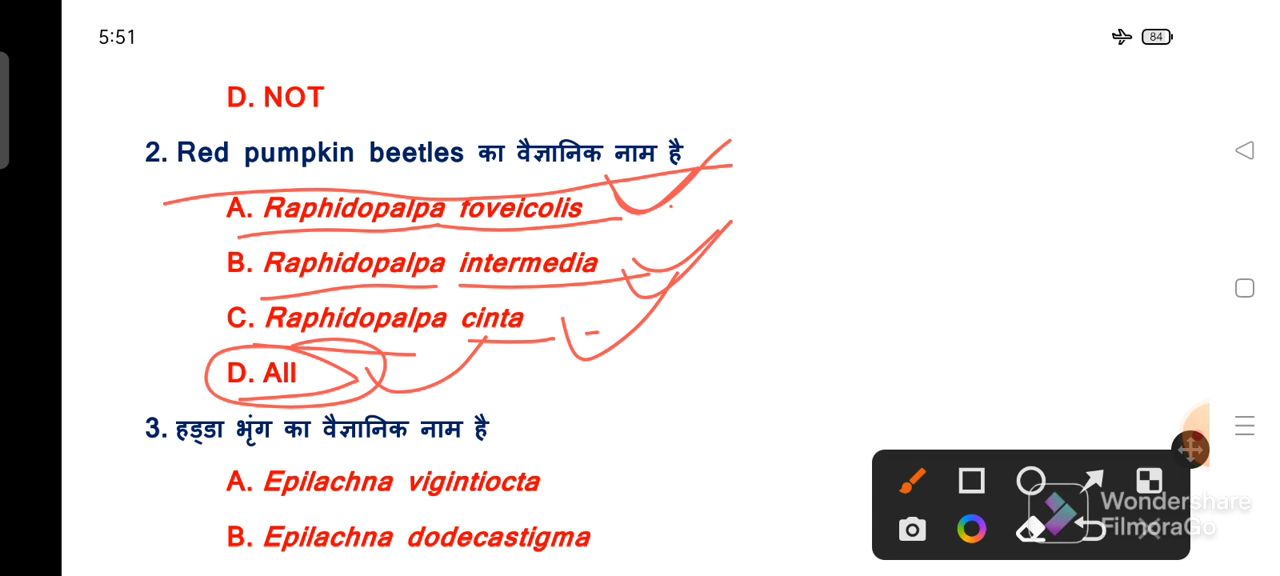 5:51
84
D. NOT
2. Red pumpkin beetles का वैज्ञानिक नाम है
A. Raphidopalpa foveicolis
B. Raphidopalpa intermedia
C. Raphidopalpa cinta
D. All
3. हड्डा भृंग का वैज्ञानिक नाम है
A. Epilachna vigintiocta
B. Epilachna dodecastigma
Wondershare
FilmoraGo